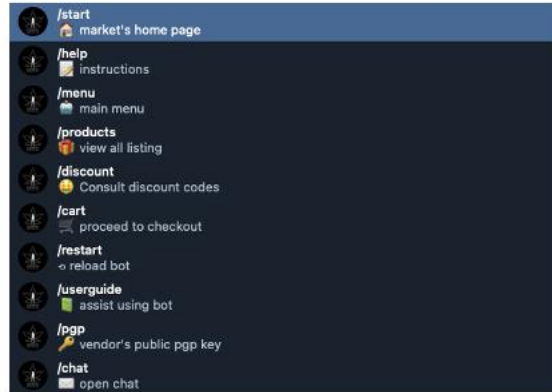 /start
🏠 market's home page
/help
📝 instructions
/menu
🤖 main menu
/products
🎁 view all listing
/discount
🤑 Consult discount codes
/cart
🛒 proceed to checkout
/restart
⟲ reload bot
/userguide
📗 assist using bot
/pgp
🔑 vendor's public pgp key
/chat
✉️ open chat